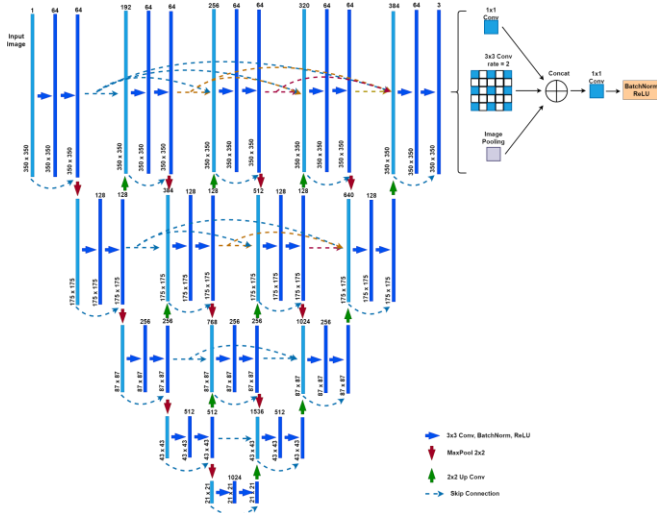 1 64 64 192 64 64 256 64 64 320 64 64 384 64 3
Input
Image
350 x 350 350 x 350 350 x 350 350 x 350 350 x 350 350 x 350 350 x 350 350 x 350 350 x 350 350 x 350 350 x 350 350 x 350 350 x 350 350 x 350 350 x 350
1x1
Conv
3x3 Conv
rate = 2
Image
Pooling
Concat
1x1
Conv
BatchNorm
ReLU
128 128 384 128 128 512 128 128 640 128
175 x 175 175 x 175 175 x 175 175 x 175 175 x 175 175 x 175 175 x 175 175 x 175 175 x 175 175 x 175 175 x 175 175 x 175
256 256 768 256 256 1024 256
87 x 87 87 x 87 87 x 87 87 x 87 87 x 87 87 x 87 87 x 87 87 x 87 87 x 87
512 512 1536 512
43 x 43 43 x 43 43 x 43 43 x 43 43 x 43 43 x 43
1024
21 x 21 21 x 21 21 x 21
3x3 Conv, BatchNorm, ReLU
MaxPool 2x2
2x2 Up Conv
Skip Connection